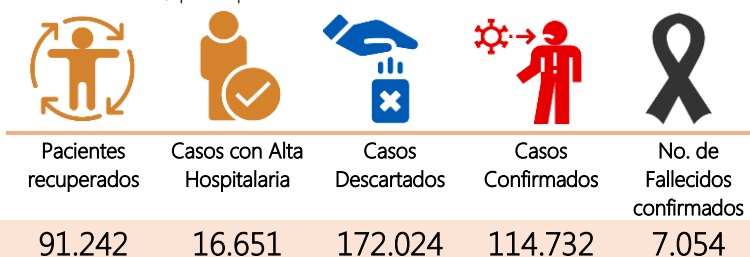 Pacientes recuperados
Casos con Alta Hospitalaria
Casos Descartados
Casos Confirmados
No. de Fallecidos confirmados
91.242 16.651 172.024 114.732 7.054